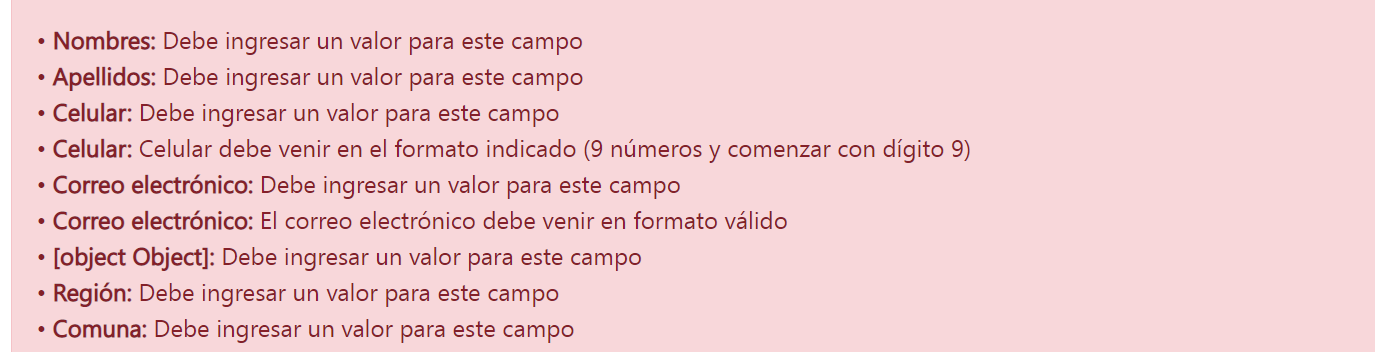 • Nombres: Debe ingresar un valor para este campo
• Apellidos: Debe ingresar un valor para este campo
• Celular: Debe ingresar un valor para este campo
• Celular: Celular debe venir en el formato indicado (9 números y comenzar con dígito 9)
• Correo electrónico: Debe ingresar un valor para este campo
• Correo electrónico: El correo electrónico debe venir en formato válido
• [object Object]: Debe ingresar un valor para este campo
• Región: Debe ingresar un valor para este campo
• Comuna: Debe ingresar un valor para este campo